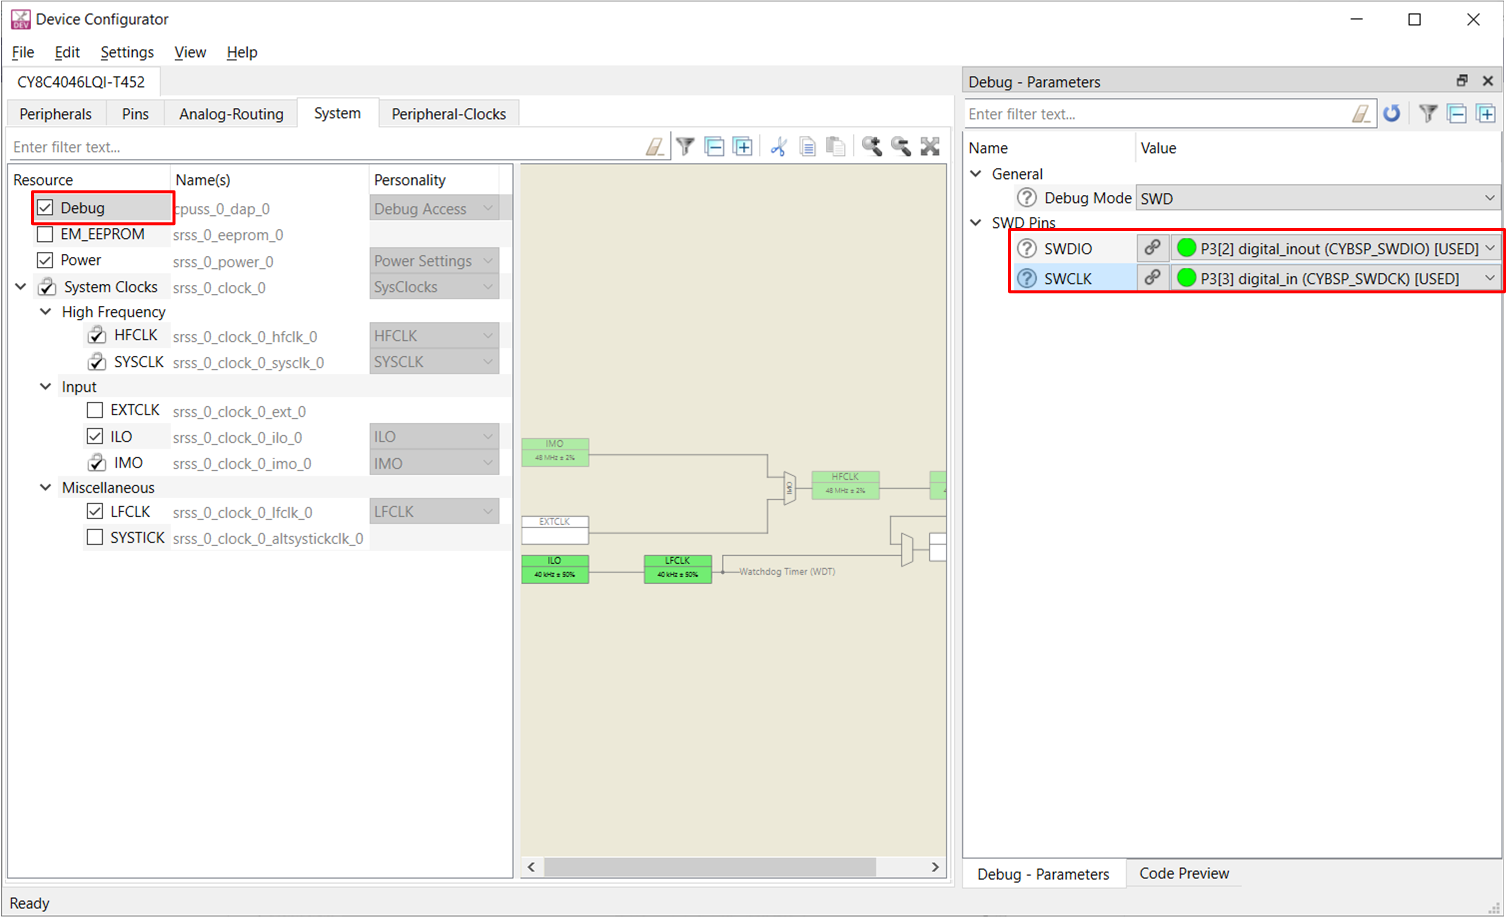 Device Configurator
File Edit Settings View Help
CY8C4046LQI-T452
Peripherals Pins Analog-Routing System Peripheral-Clocks
Enter filter text...
Resource Name(s) Personality
Debug cpuss_0_dap_0 Debug Access
EM_EEPROM srss_0_eeprom_0
Power srss_0_power_0 Power Settings
System Clocks srss_0_clock_0 SysClocks
High Frequency
HFCLK srss_0_clock_0_hfclk_0 HFCLK
SYSCLK srss_0_clock_0_sysclk_0 SYSCLK
Input
EXTCLK srss_0_clock_0_ext_0
ILO srss_0_clock_0_ilo_0 ILO
IMO srss_0_clock_0_imo_0 IMO
Miscellaneous
LFCLK srss_0_clock_0_lfclk_0 LFCLK
SYSTICK srss_0_clock_0_altsystickclk_0
IMO
48 MHz ± 2%
IMO
HFCLK
48 MHz ± 2%
EXTCLK
ILO
40 kHz ± 50%
LFCLK
40 kHz ± 50%
Watchdog Timer (WDT)
Debug - Parameters
Enter filter text...
Name Value
General
Debug Mode SWD
SWD Pins
SWDIO P3[2] digital_inout (CYBSP_SWDIO) [USED]
SWCLK P3[3] digital_in (CYBSP_SWDCK) [USED]
Debug - Parameters Code Preview
Ready